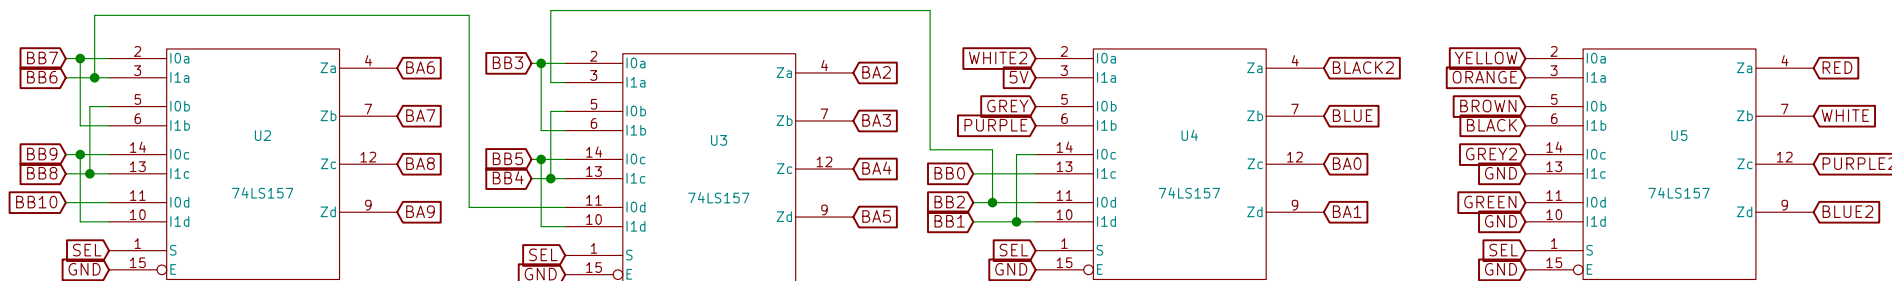 BB7 2 I0a
BB6 3 I1a
5 I0b
6 I1b
BB9 14 I0c
BB8 13 I1c
BB10 11 I0d
10 I1d
SEL 1 S
GND 15 E
U2
74LS157
Za 4 BA6
Zb 7 BA7
Zc 12 BA8
Zd 9 BA9
BB3 2 I0a
3 I1a
5 I0b
6 I1b
BB5 14 I0c
BB4 13 I1c
11 I0d
10 I1d
SEL 1 S
GND 15 E
U3
74LS157
Za 4 BA2
Zb 7 BA3
Zc 12 BA4
Zd 9 BA5
WHITE2 2 I0a
5V 3 I1a
GREY 5 I0b
PURPLE 6 I1b
14 I0c
BB0 13 I1c
BB2 11 I0d
BB1 10 I1d
SEL 1 S
GND 15 E
U4
74LS157
Za 4 BLACK2
Zb 7 BLUE
Zc 12 BA0
Zd 9 BA1
YELLOW 2 I0a
ORANGE 3 I1a
BROWN 5 I0b
BLACK 6 I1b
GREY2 14 I0c
GND 13 I1c
GREEN 11 I0d
GND 10 I1d
SEL 1 S
GND 15 E
U5
74LS157
Za 4 RED
Zb 7 WHITE
Zc 12 PURPLE2
Zd 9 BLUE2